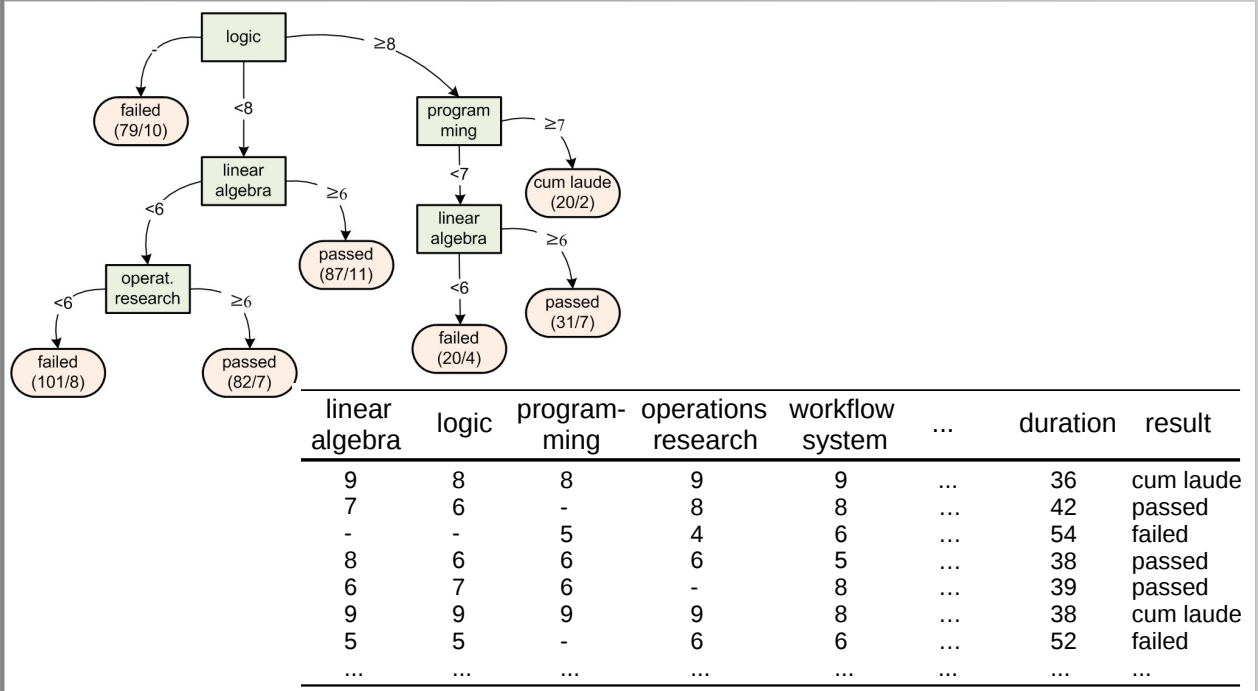 logic
-
≥8
failed
(79/10)
<8
program
ming
≥7
linear
algebra
<7
cum laude
(20/2)
<6
≥6
linear
algebra
≥6
passed
(87/11)
operat.
research
<6
≥6
<6
passed
(31/7)
failed
(20/4)
failed
(101/8)
passed
(82/7)
linear algebra logic program-ming operations research workflow system ... duration result
9 8 8 9 9 ... 36 cum laude
7 6 - 8 8 ... 42 passed
- - 5 4 6 ... 54 failed
8 6 6 6 5 ... 38 passed
6 7 6 - 8 ... 39 passed
9 9 9 9 8 ... 38 cum laude
5 5 - 6 6 ... 52 failed
... ... ... ... ... ... ... ...